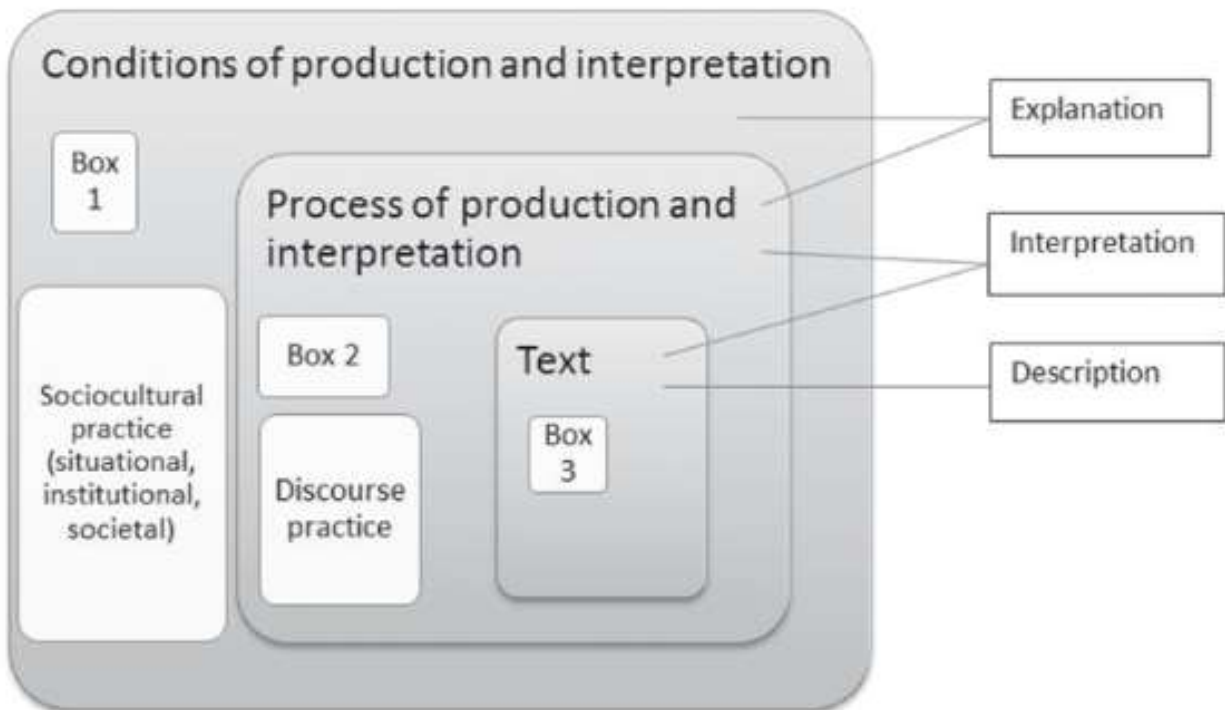 Conditions of production and interpretation
Explanation
Box
1
Process of production and
interpretation
Interpretation
Box 2
Text
Description
Sociocultural
practice
(situational,
institutional,
societal)
Discourse
practice
Box
3